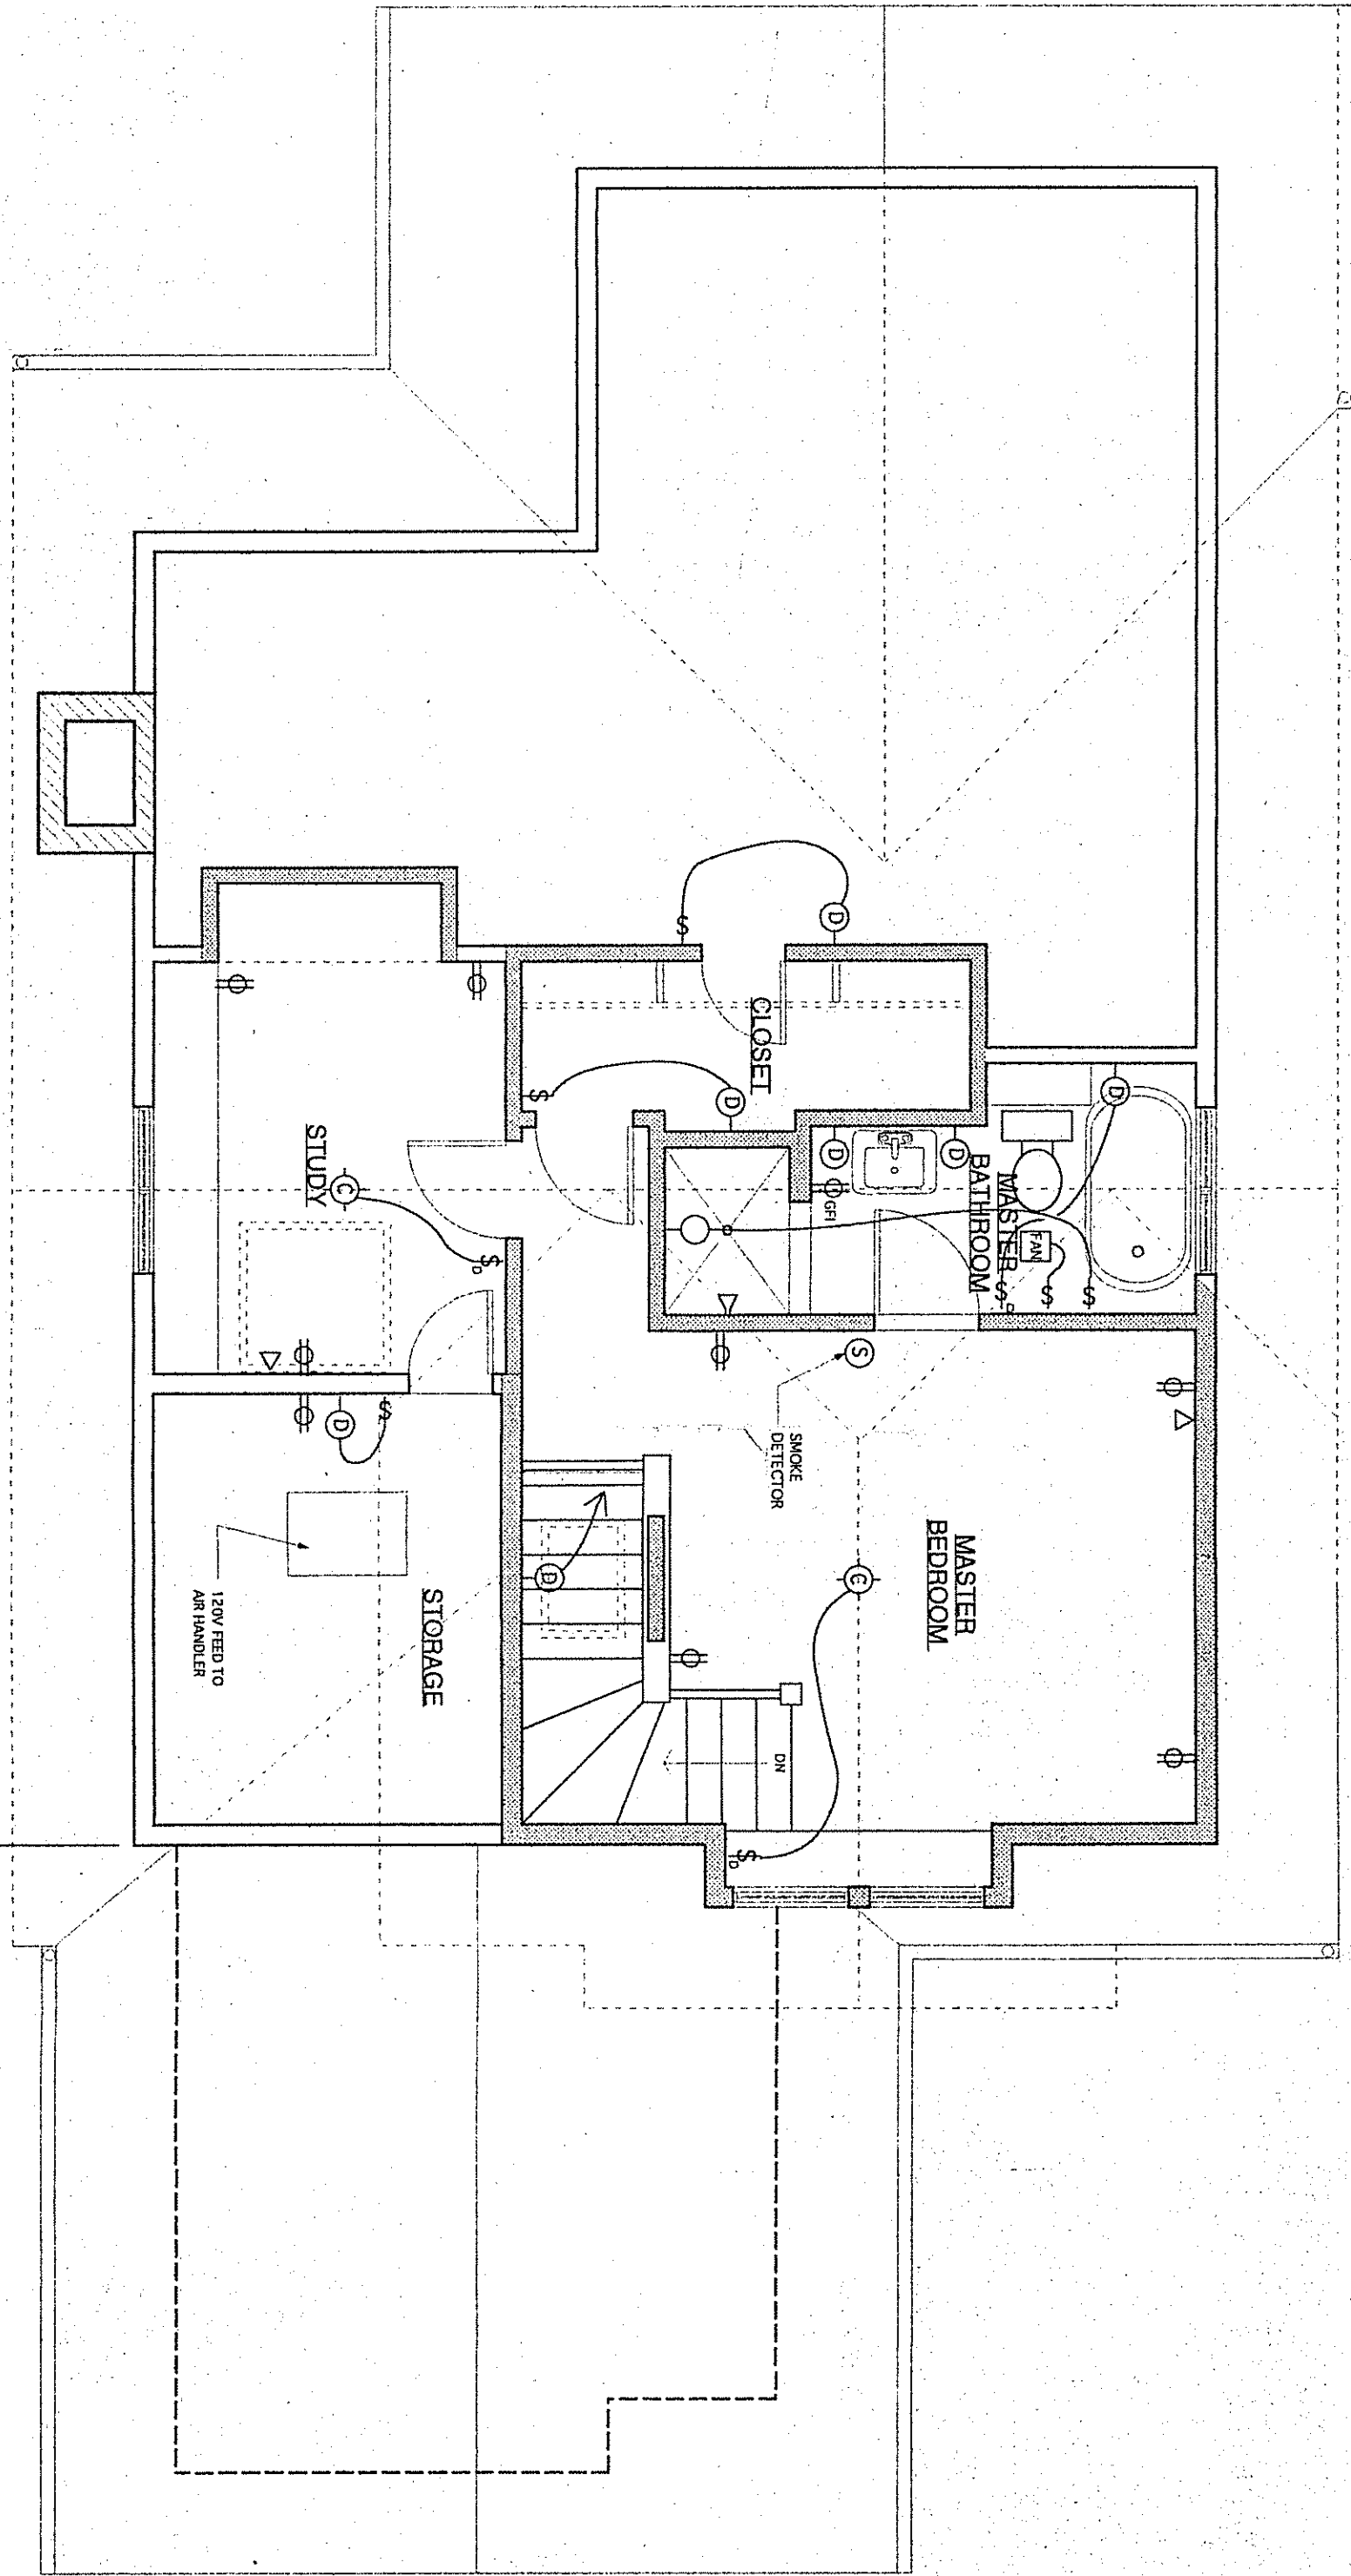 CLOSET
MASTER
BATHROOM
D
D
D
D
D
GFI
FAN
S
S
S
D
S
S
STUDY
C
S
D
S
SMOKE
DETECTOR
MASTER
BEDROOM
C
S
D
DN
D
D
S
STORAGE
120V FEED TO
AIR HANDLER